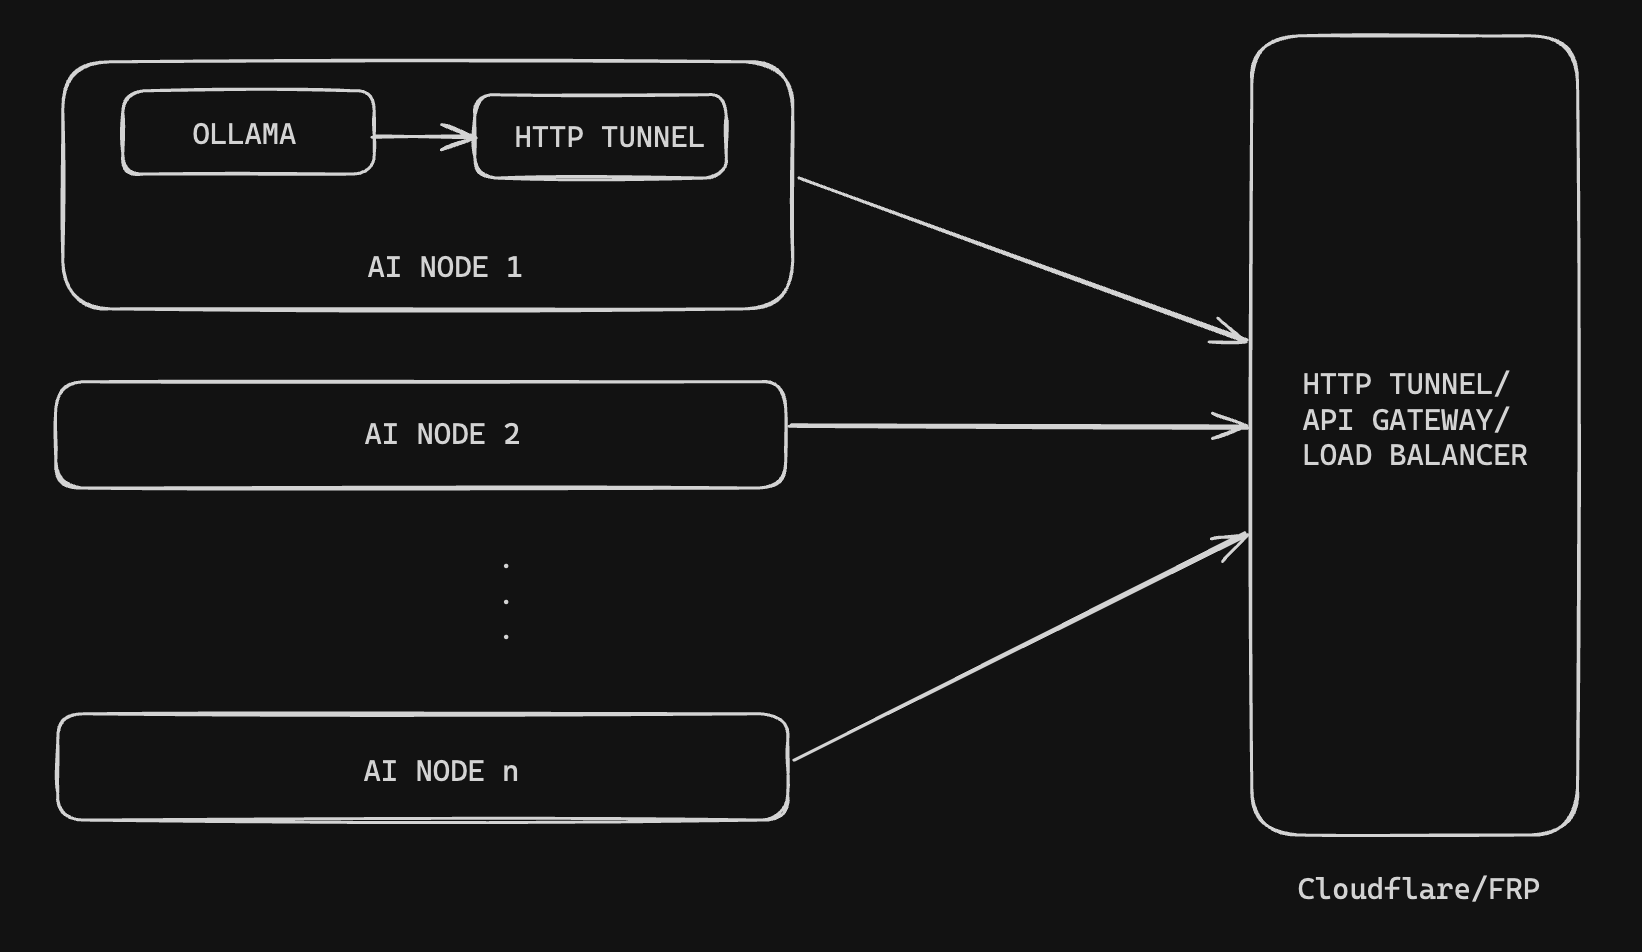 OLLAMA
HTTP TUNNEL
AI NODE 1
AI NODE 2
.
.
.
AI NODE n
HTTP TUNNEL/
API GATEWAY/
LOAD BALANCER
Cloudflare/FRP